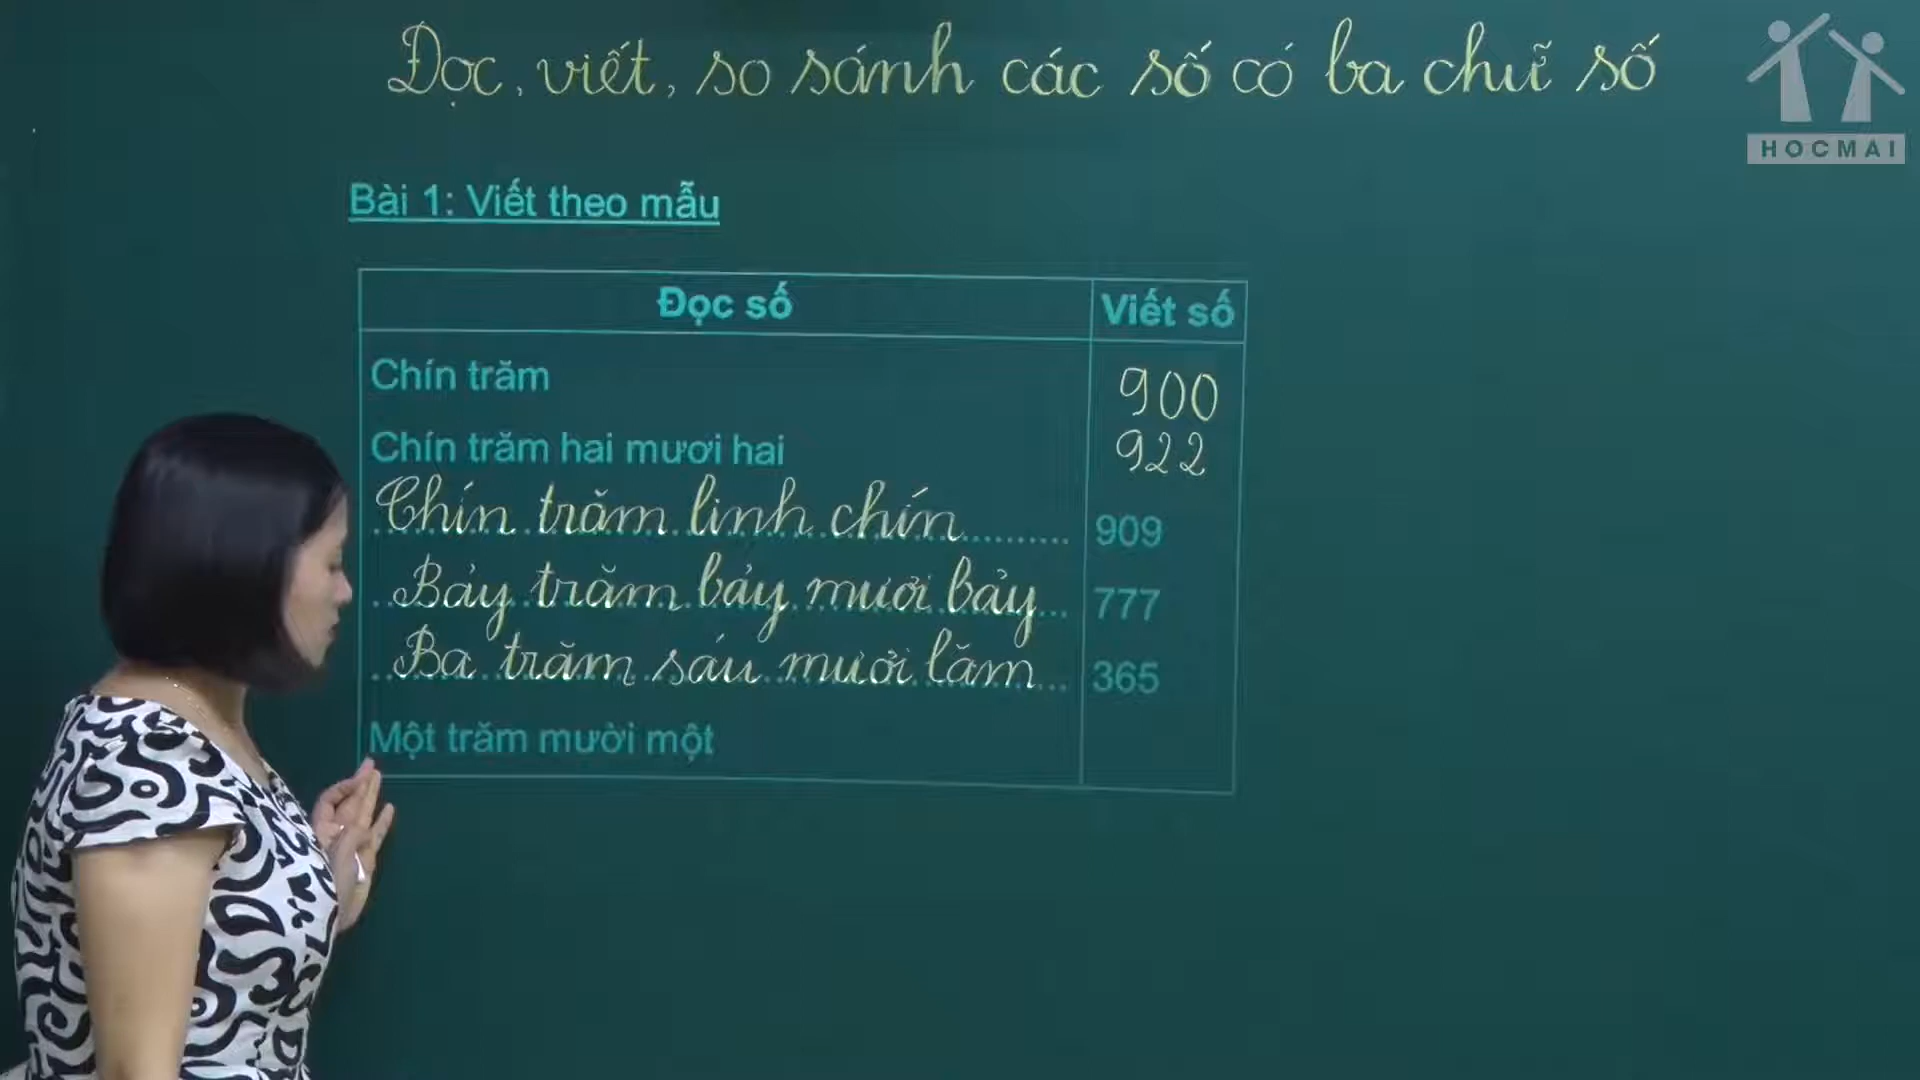 Đọc, viết, so sánh các số có ba chữ số
HOCMAI
Bài 1: Viết theo mẫu
Đọc số Viết số
Chín trăm 900
Chín trăm hai mươi hai 922
Chín trăm linh chín 909
Bảy trăm bảy mươi bảy 777
Ba trăm sáu mươi lăm 365
Một trăm mười một